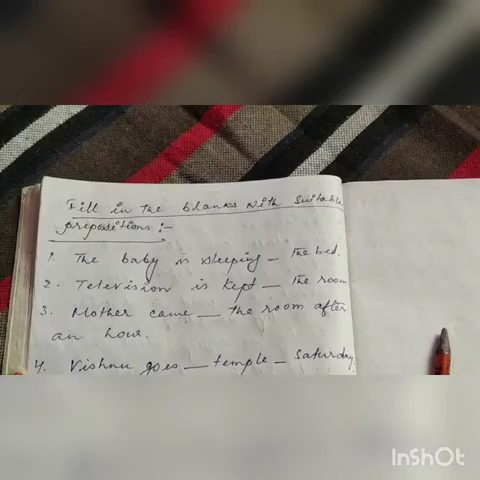 Fill in the blanks with suitable
prepositions :-
1. The baby is sleeping _ the bed.
2. Television is kept _ the room
3. Mother came _ the room after
an hour.
4. Vishnu goes _ temple _ Saturday
InShOt